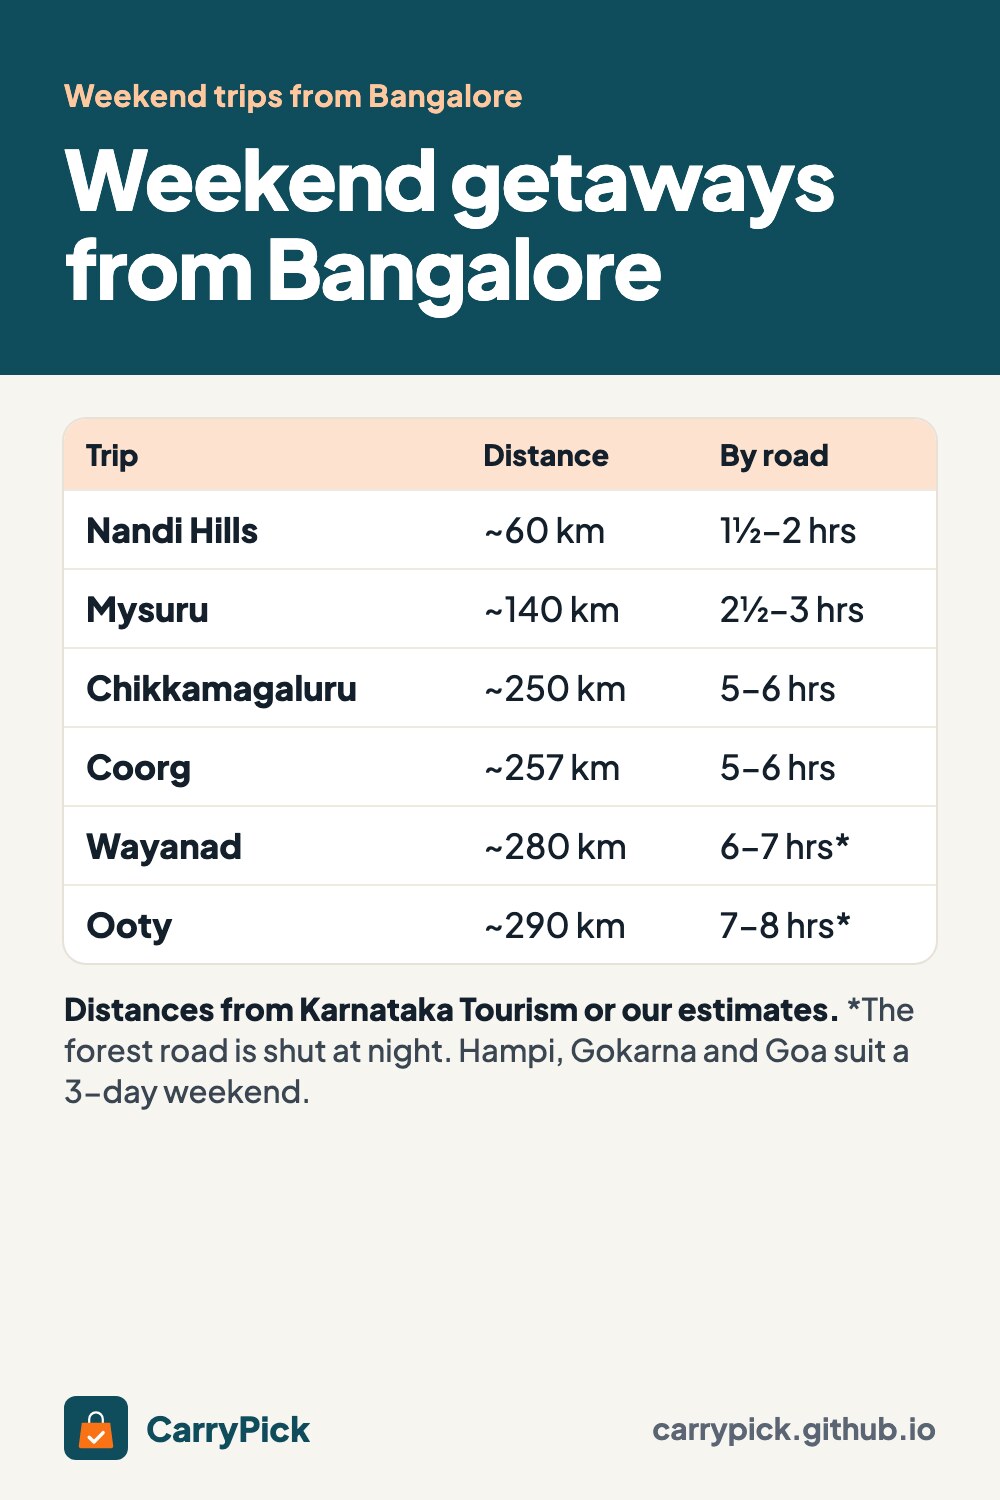 Weekend trips from Bangalore
Weekend getaways
from Bangalore
Trip Distance By road
Nandi Hills ~60 km 1½–2 hrs
Mysuru ~140 km 2½–3 hrs
Chikkamagaluru ~250 km 5–6 hrs
Coorg ~257 km 5–6 hrs
Wayanad ~280 km 6–7 hrs*
Ooty ~290 km 7–8 hrs*
Distances from Karnataka Tourism or our estimates. *The
forest road is shut at night. Hampi, Gokarna and Goa suit a
3–day weekend.
CarryPick carrypick.github.io